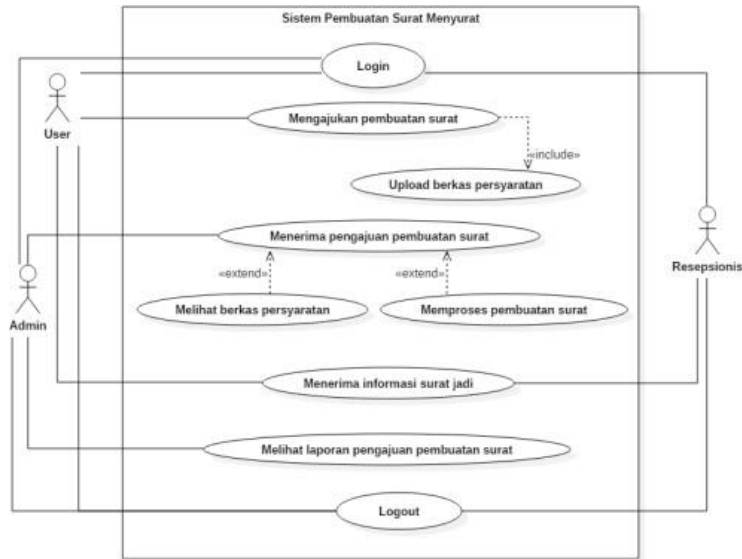 Sistem Pembuatan Surat Menyurat
Login
User
Mengajukan pembuatan surat
«include»
Upload berkas persyaratan
Menerima pengajuan pembuatan surat
Resepsionis
«extend»
«extend»
Admin
Melihat berkas persyaratan
Memproses pembuatan surat
Menerima informasi surat jadi
Melihat laporan pengajuan pembuatan surat
Logout